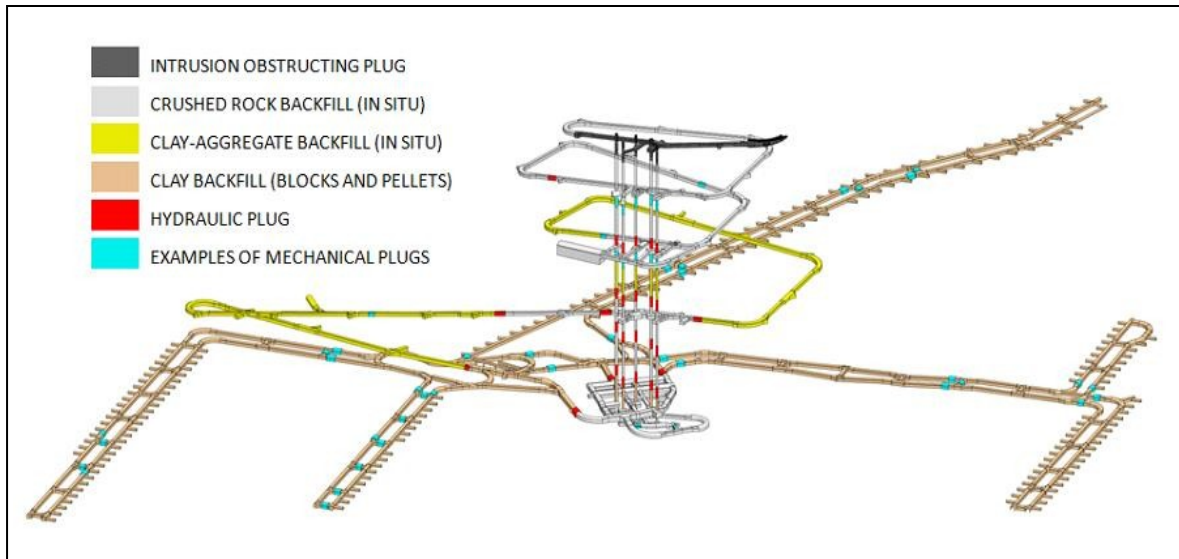 INTRUSION OBSTRUCTING PLUG
CRUSHED ROCK BACKFILL (IN SITU)
CLAY-AGGREGATE BACKFILL (IN SITU)
CLAY BACKFILL (BLOCKS AND PELLETS)
HYDRAULIC PLUG
EXAMPLES OF MECHANICAL PLUGS